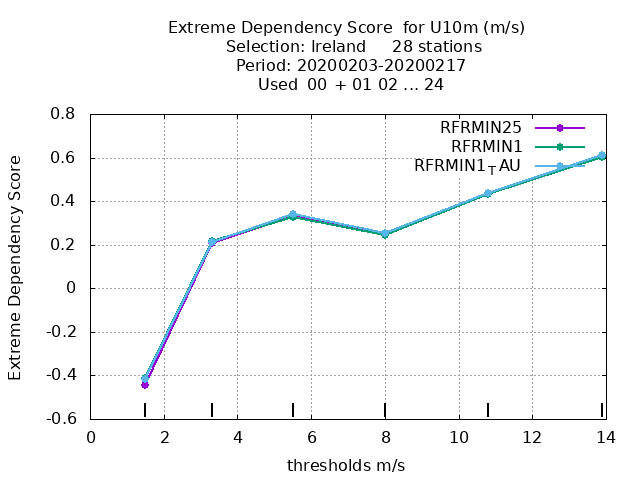 Extreme Dependency Score  for U10m (m/s)
Selection: Ireland     28 stations
Period: 20200203-20200217
Used  00  + 01 02 ... 24
RFRMIN25
RFRMIN1
RFRMIN1TAU
Extreme Dependency Score
0.8
0.6
0.4
0.2
0
-0.2
-0.4
-0.6
0 2 4 6 8 10 12 14
thresholds m/s